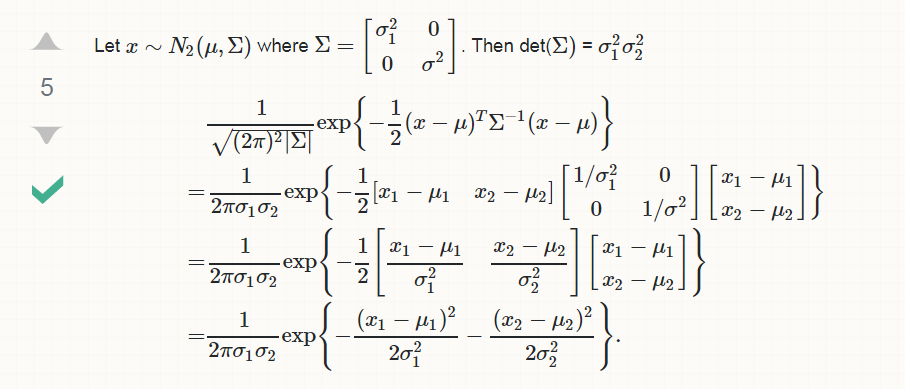 Let x ∼ N₂(μ, Σ) where Σ = [σ₁² 0; 0 σ²]. Then det(Σ) = σ₁²σ₂²
5
1/√((2π)²|Σ|) exp{−1/2 (x − μ)ᵀ Σ⁻¹ (x − μ)}
= 1/(2πσ₁σ₂) exp{−1/2 [x₁ − μ₁ x₂ − μ₂] [1/σ₁² 0; 0 1/σ²] [x₁ − μ₁; x₂ − μ₂]}
= 1/(2πσ₁σ₂) exp{−1/2 [(x₁ − μ₁)/σ₁² (x₂ − μ₂)/σ₂²] [x₁ − μ₁; x₂ − μ₂]}
= 1/(2πσ₁σ₂) exp{−(x₁ − μ₁)²/(2σ₁²) − (x₂ − μ₂)²/(2σ₂²)}.